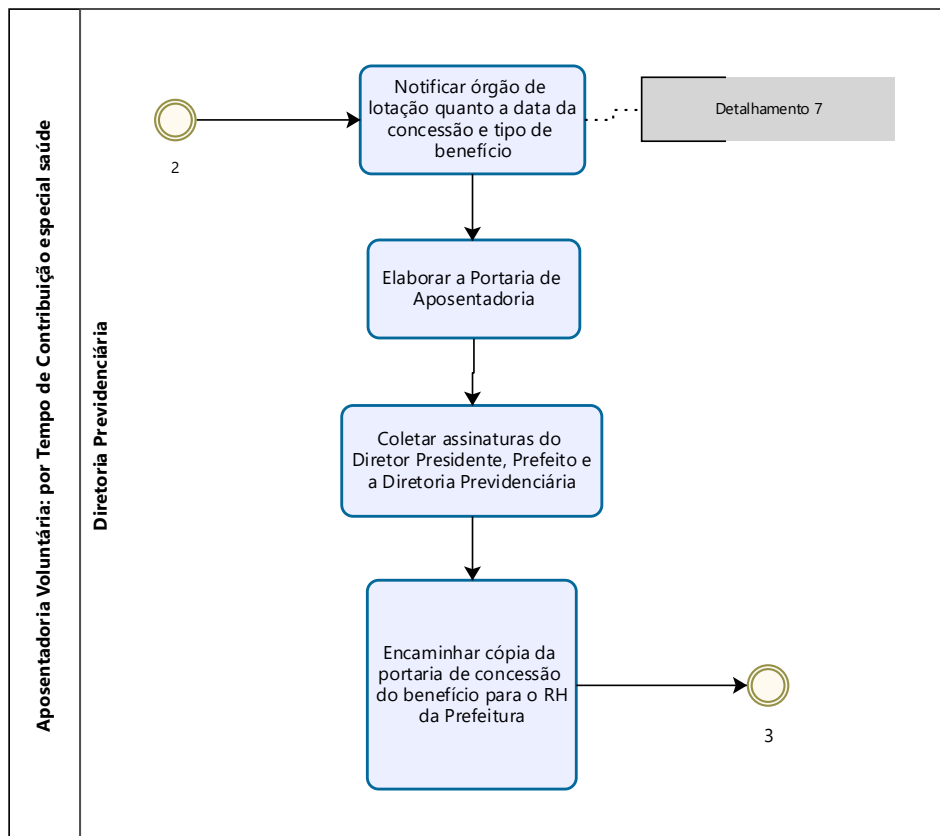 Aposentadoria Voluntária: por Tempo de Contribuição especial saúde
Diretoria Previdenciária
2
Notificar órgão de
lotação quanto a data da
concessão e tipo de
benefício
Detalhamento 7
Elaborar a Portaria de
Aposentadoria
Coletar assinaturas do
Diretor Presidente, Prefeito e
a Diretoria Previdenciária
Encaminhar cópia da
portaria de concessão
do benefício para o RH
da Prefeitura
3